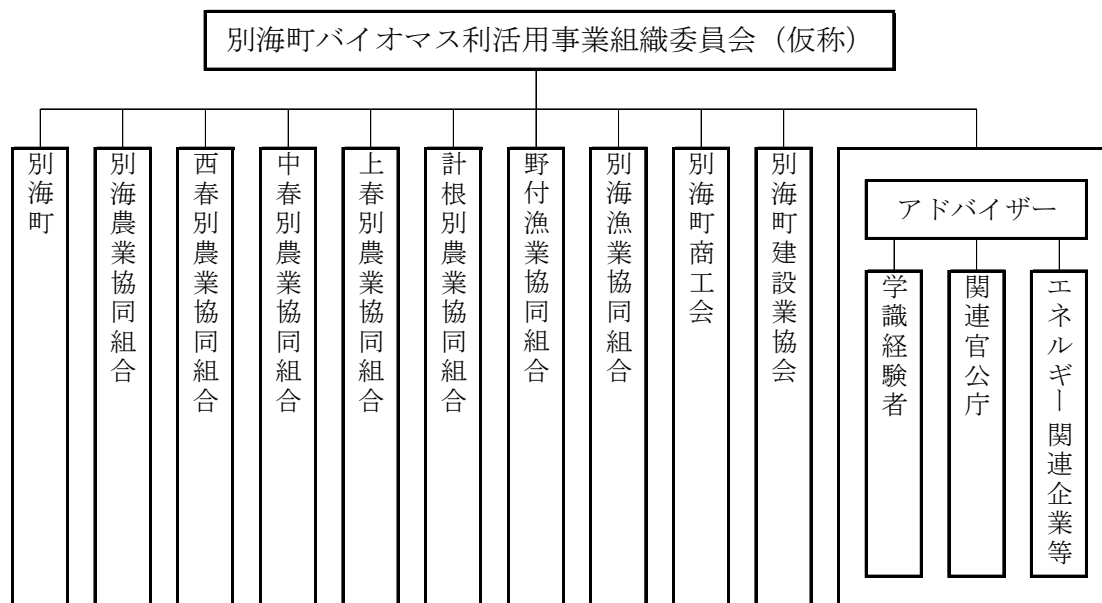 別海町バイオマス利活用事業組織委員会（仮称）
別海町
別海農業協同組合
西春別農業協同組合
中春別農業協同組合
上春別農業協同組合
計根別農業協同組合
野付漁業協同組合
別海漁業協同組合
別海町商工会
別海町建設業協会
アドバイザー
学識経験者
関連官公庁
エネルギー関連企業等